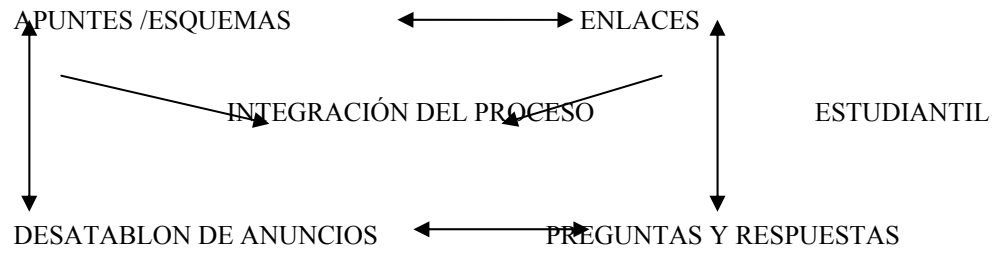 APUNTES /ESQUEMAS ENLACES
INTEGRACIÓN DEL PROCESO ESTUDIANTIL
DESATABLON DE ANUNCIOS PREGUNTAS Y RESPUESTAS